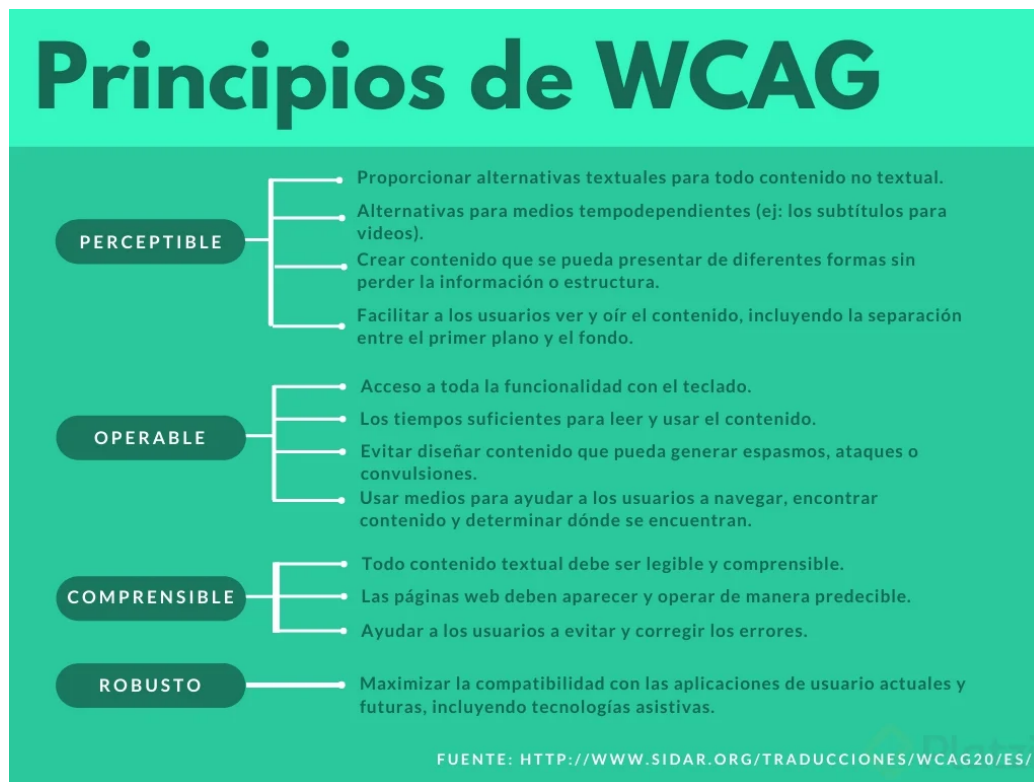 Principios de WCAG
PERCEPTIBLE
Proporcionar alternativas textuales para todo contenido no textual.
Alternativas para medios tempodependientes (ej: los subtítulos para
videos).
Crear contenido que se pueda presentar de diferentes formas sin
perder la información o estructura.
Facilitar a los usuarios ver y oír el contenido, incluyendo la separación
entre el primer plano y el fondo.
OPERABLE
Acceso a toda la funcionalidad con el teclado.
Los tiempos suficientes para leer y usar el contenido.
Evitar diseñar contenido que pueda generar espasmos, ataques o
convulsiones.
Usar medios para ayudar a los usuarios a navegar, encontrar
contenido y determinar dónde se encuentran.
COMPRENSIBLE
Todo contenido textual debe ser legible y comprensible.
Las páginas web deben aparecer y operar de manera predecible.
Ayudar a los usuarios a evitar y corregir los errores.
ROBUSTO
Maximizar la compatibilidad con las aplicaciones de usuario actuales y
futuras, incluyendo tecnologías asistivas.
Platzi
FUENTE: HTTP://WWW.SIDAR.ORG/TRADUCCIONES/WCAG20/ES/